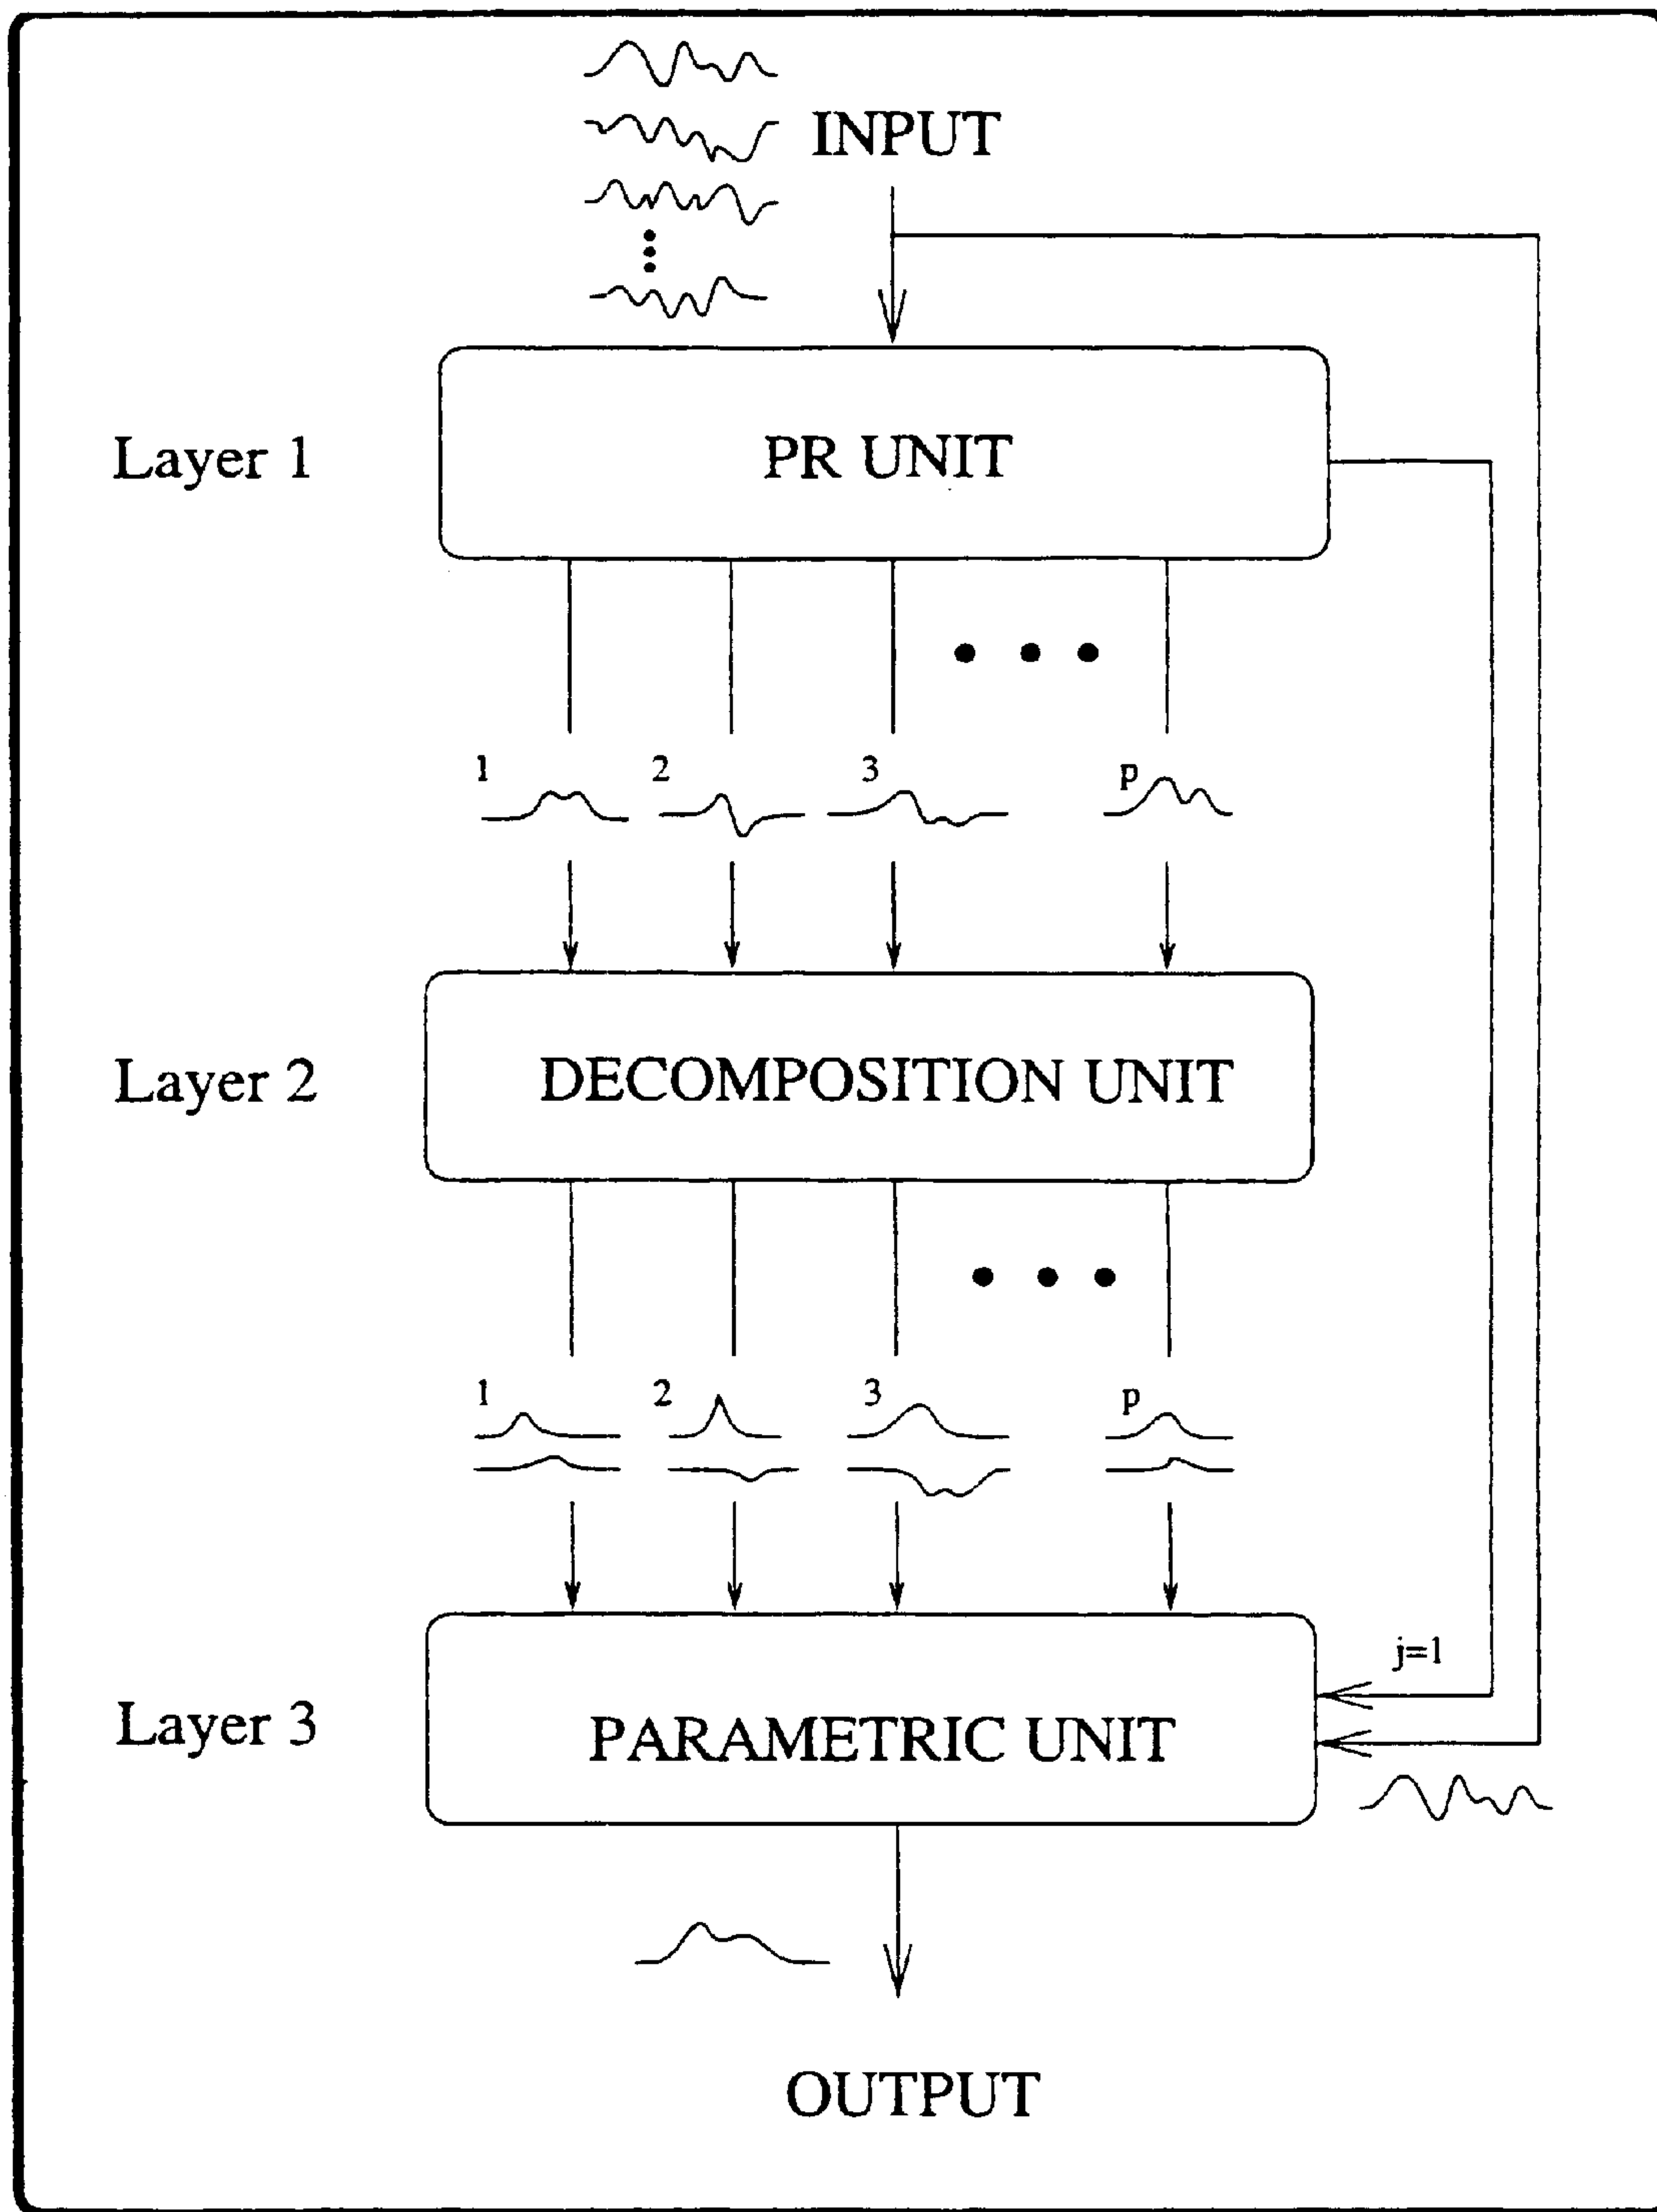 INPUT
Layer 1
PR UNIT
1 2 3 p
Layer 2
DECOMPOSITION UNIT
1 2 3 p
j=1
Layer 3
PARAMETRIC UNIT
OUTPUT